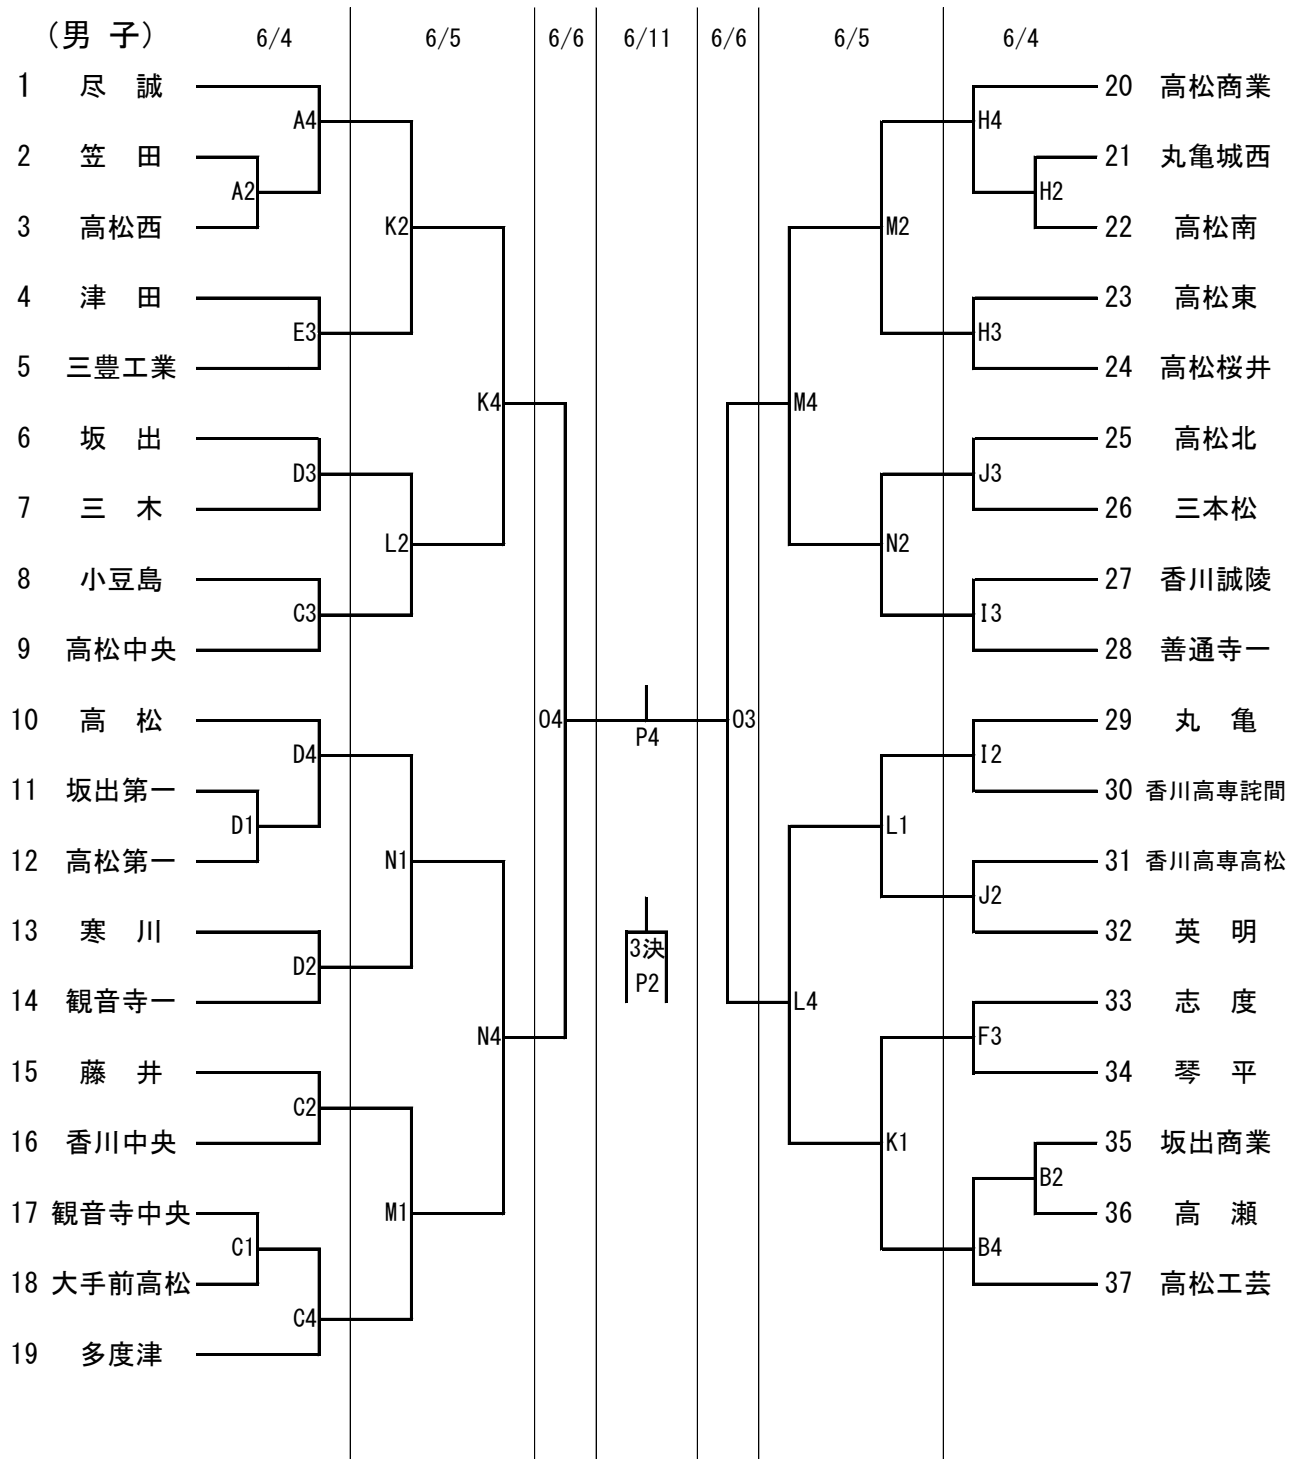 (男 子) 6/4 6/5 6/6 6/11 6/6 6/5 6/4
1 尽 誠 20 高松商業
A4 H4
2 笠 田 21 丸亀城西
A2 H2
3 高松西 K2 M2 22 高松南
4 津 田 23 高松東
E3 H3
5 三豊工業 24 高松桜井
K4 M4
6 坂 出 25 高松北
D3 J3
7 三 木 26 三本松
L2 N2
8 小豆島 27 香川誠陵
C3 I3
9 高松中央 28 善通寺一
10 高 松 O4 O3 29 丸 亀
P4
D4 I2
11 坂出第一 30 香川高専詫間
D1 L1
12 高松第一 N1 31 香川高専高松
J2
13 寒 川 32 英 明
3決
D2 P2
14 観音寺一 L4 33 志 度
N4 F3
15 藤 井 34 琴 平
C2
16 香川中央 K1 35 坂出商業
B2
17 観音寺中央 M1 36 高 瀬
C1 B4
18 大手前高松 37 高松工芸
C4
19 多度津